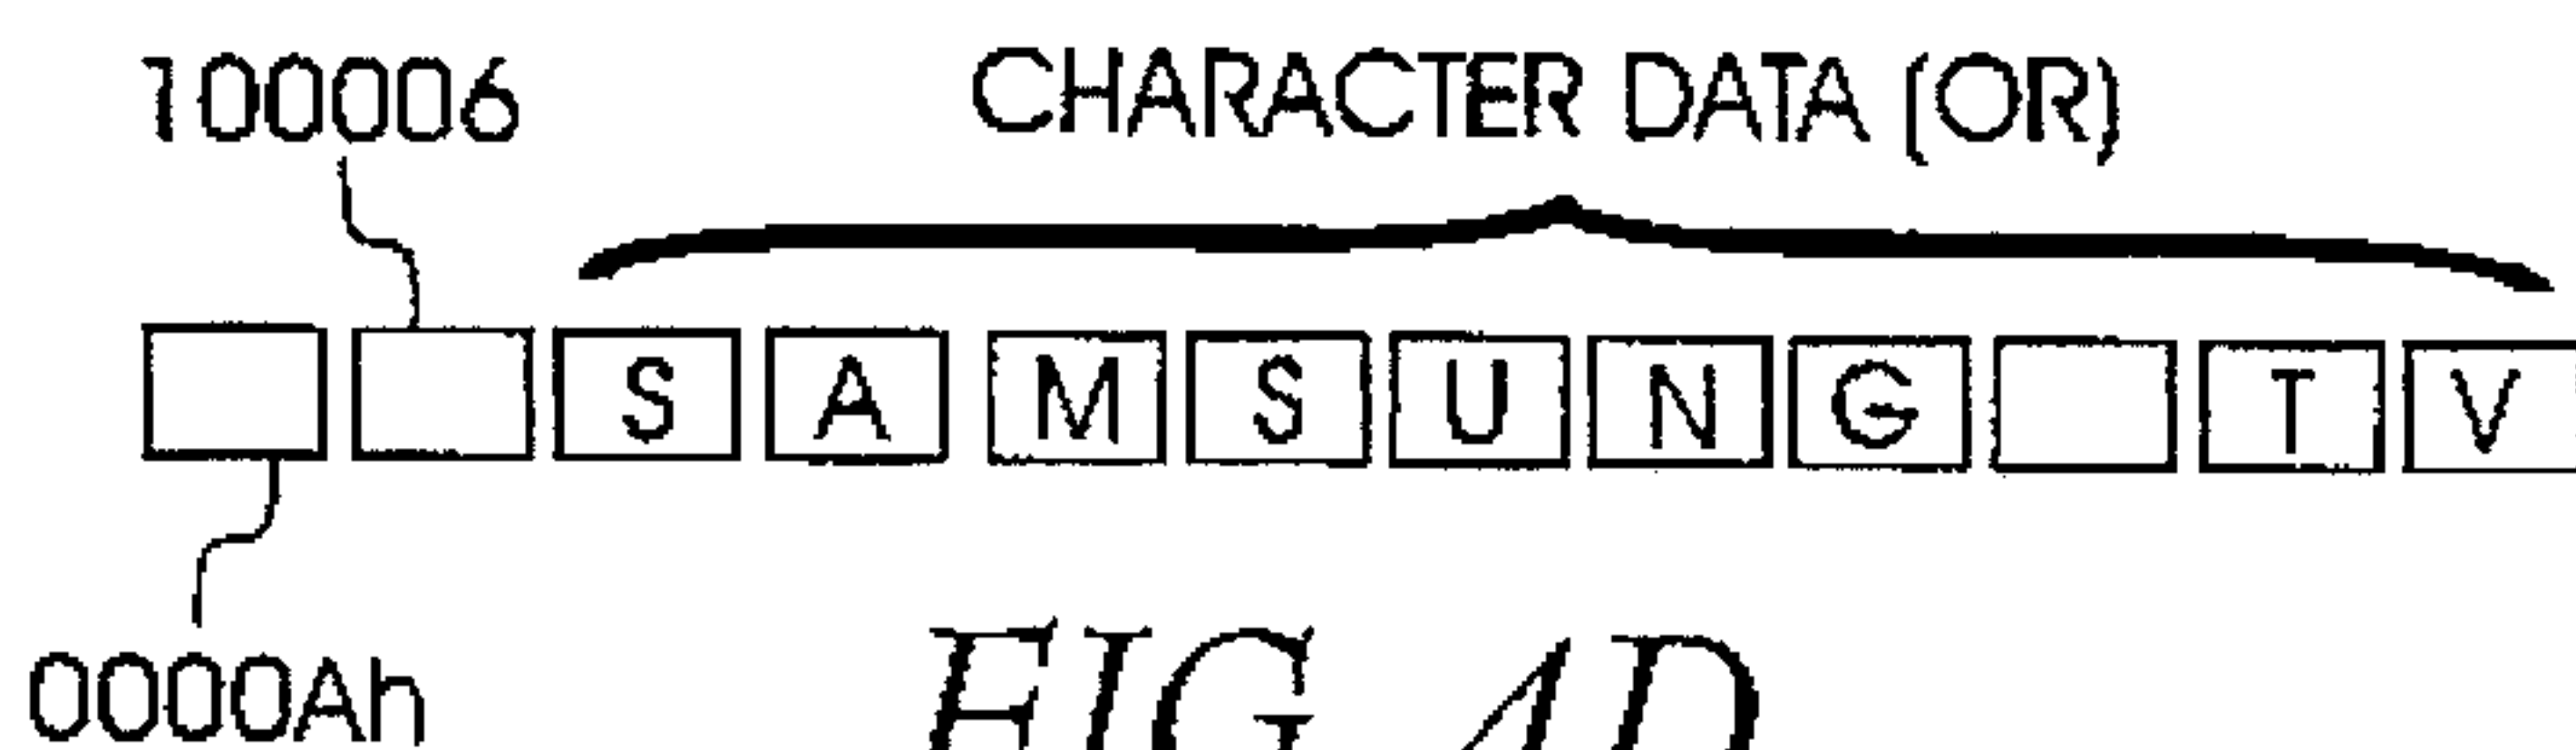 100006 CHARACTER DATA (OR)
S A M S U N G T V
0000Ah
FIG. 4D